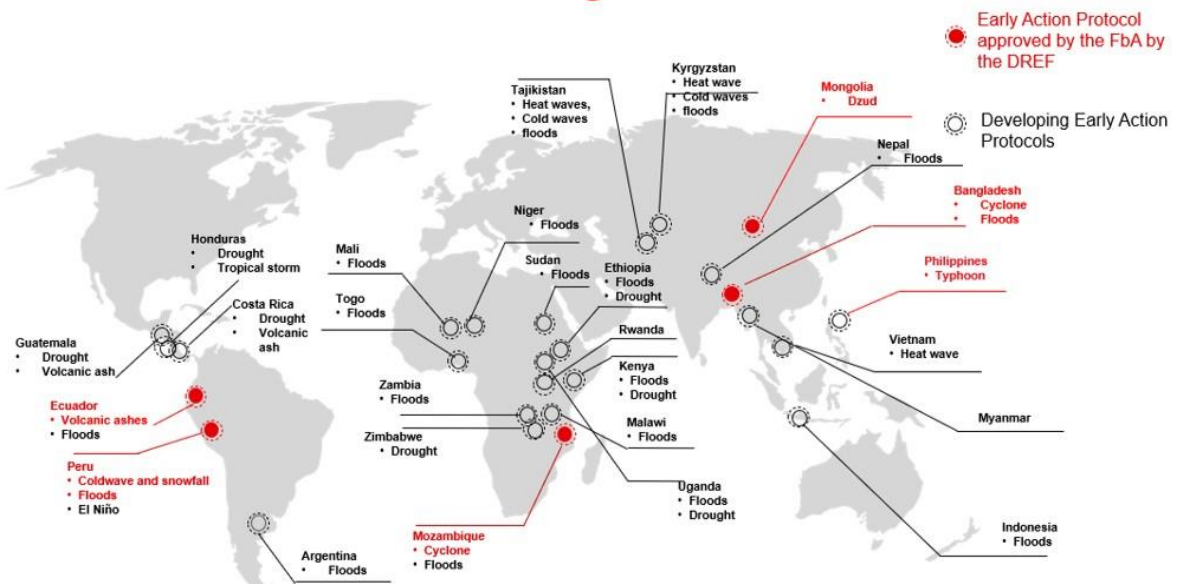 Early Action Protocol
approved by the FbA by
the DREF
Developing Early Action
Protocols
Kyrgyzstan
• Heat wave
• Cold waves
• floods
Tajikistan
• Heat waves,
• Cold waves
• floods
Mongolia
• Dzud
Nepal
• Floods
Bangladesh
• Cyclone
• Floods
Philippines
• Typhoon
Niger
• Floods
Mali
• Floods
Sudan
• Floods
Ethiopia
• Floods
• Drought
Togo
• Floods
Rwanda
Kenya
• Floods
• Drought
Honduras
• Drought
• Tropical storm
Costa Rica
• Drought
• Volcanic
ash
Guatemala
• Drought
• Volcanic ash
Ecuador
• Volcanic ashes
• Floods
Peru
• Coldwave and snowfall
• Floods
• El Niño
Zambia
• Floods
Zimbabwe
• Drought
Malawi
• Floods
Vietnam
• Heat wave
Myanmar
Uganda
• Floods
• Drought
Mozambique
• Cyclone
• Floods
Argentina
• Floods
Indonesia
• Floods